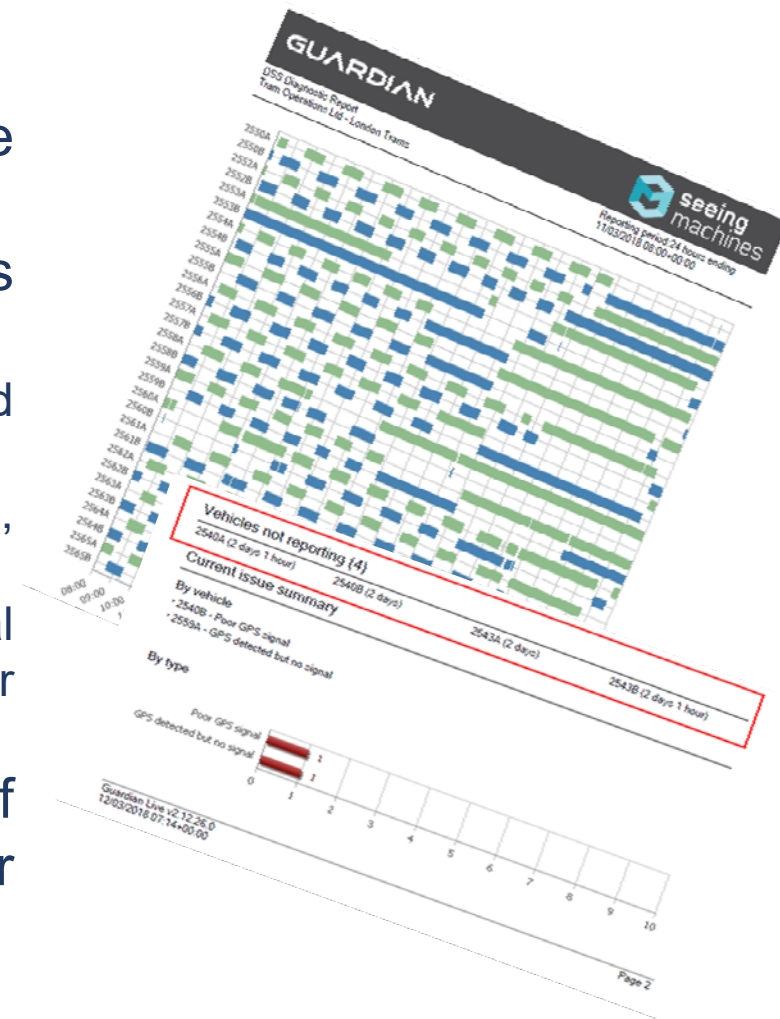 e
s
d
,
al
r
f
r
GUARDIAN
DSS Diagnostic Report
Tram Operations Ltd - London Trams
seeing
machines
Reporting period: 24 hours ending
11/03/2018 08:00+00:00
2550A
2550B
2552A
2552B
2553A
2553B
2554A
2554B
2555A
2555B
2556A
2556B
2557A
2557B
2558A
2558B
2559A
2559B
2560A
2560B
2561A
2561B
2562A
2562B
2563A
2563B
2564A
2564B
2565A
2565B
08:00
09:00
10:00
Vehicles not reporting (4)
2540A (2 days 1 hour) 2540B (2 days) 2543A (2 days) 2543B (2 days 1 hour)
Current issue summary
By vehicle
- 2540B - Poor GPS signal
- 2559A - GPS detected but no signal
By type
Poor GPS signal 1
GPS detected but no signal 1
0 1 2 3 4 5 6 7 8 9 10
Guardian Live v2.12.26.0
12/03/2018 07:14+00:00
Page 2